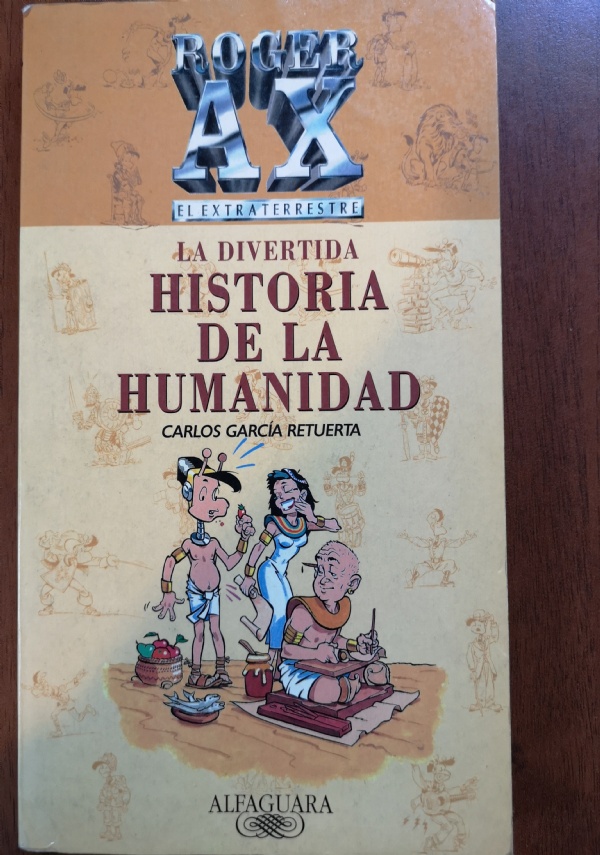 ROGER
AX
EL EXTRATERRESTRE
LA DIVERTIDA
HISTORIA
DE LA
HUMANIDAD
CARLOS GARCÍA RETUERTA
ALFAGUARA